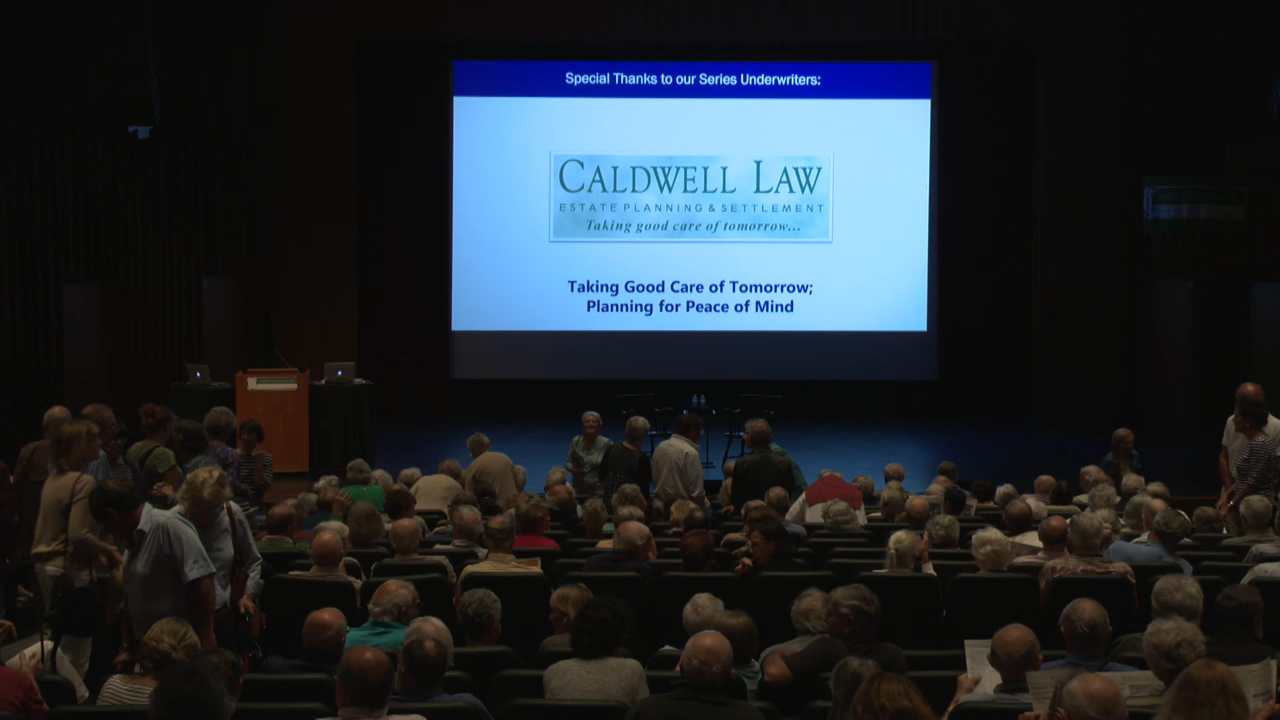 Special Thanks to our Series Underwriters:
CALDWELL LAW
ESTATE PLANNING & SETTLEMENT
Taking good care of tomorrow...
Taking Good Care of Tomorrow;
Planning for Peace of Mind